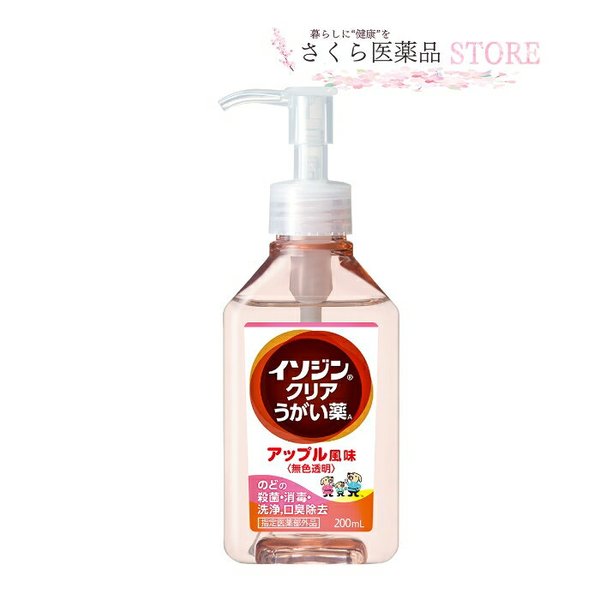 暮らしに“健康”を
さくら医薬品 STORE
イソジン®
クリア
うがい薬A
アップル風味
〈無色透明〉
のどの
殺菌・消毒・
洗浄,口臭除去
指定医薬部外品
200mL